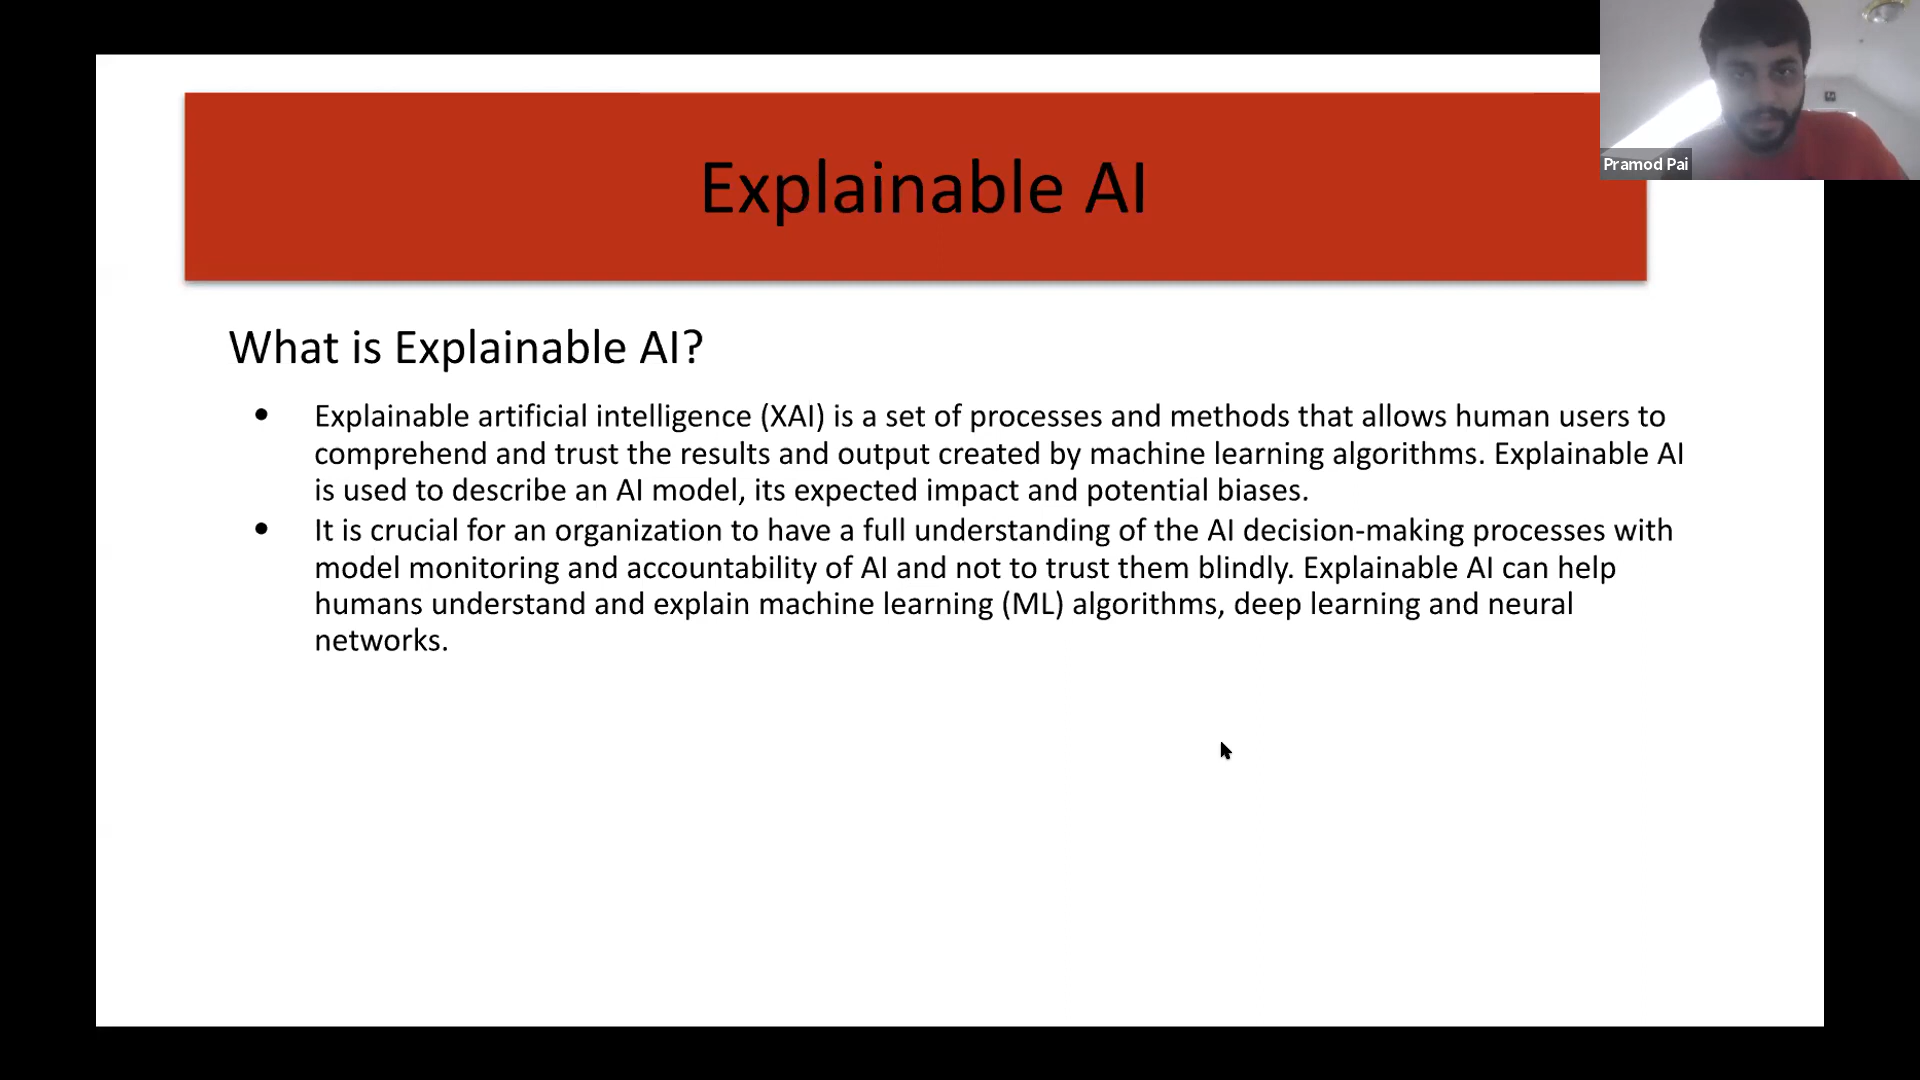 Explainable AI
Pramod Pai
What is Explainable AI?
• Explainable artificial intelligence (XAI) is a set of processes and methods that allows human users to
comprehend and trust the results and output created by machine learning algorithms. Explainable AI
is used to describe an AI model, its expected impact and potential biases.
• It is crucial for an organization to have a full understanding of the AI decision-making processes with
model monitoring and accountability of AI and not to trust them blindly. Explainable AI can help
humans understand and explain machine learning (ML) algorithms, deep learning and neural
networks.